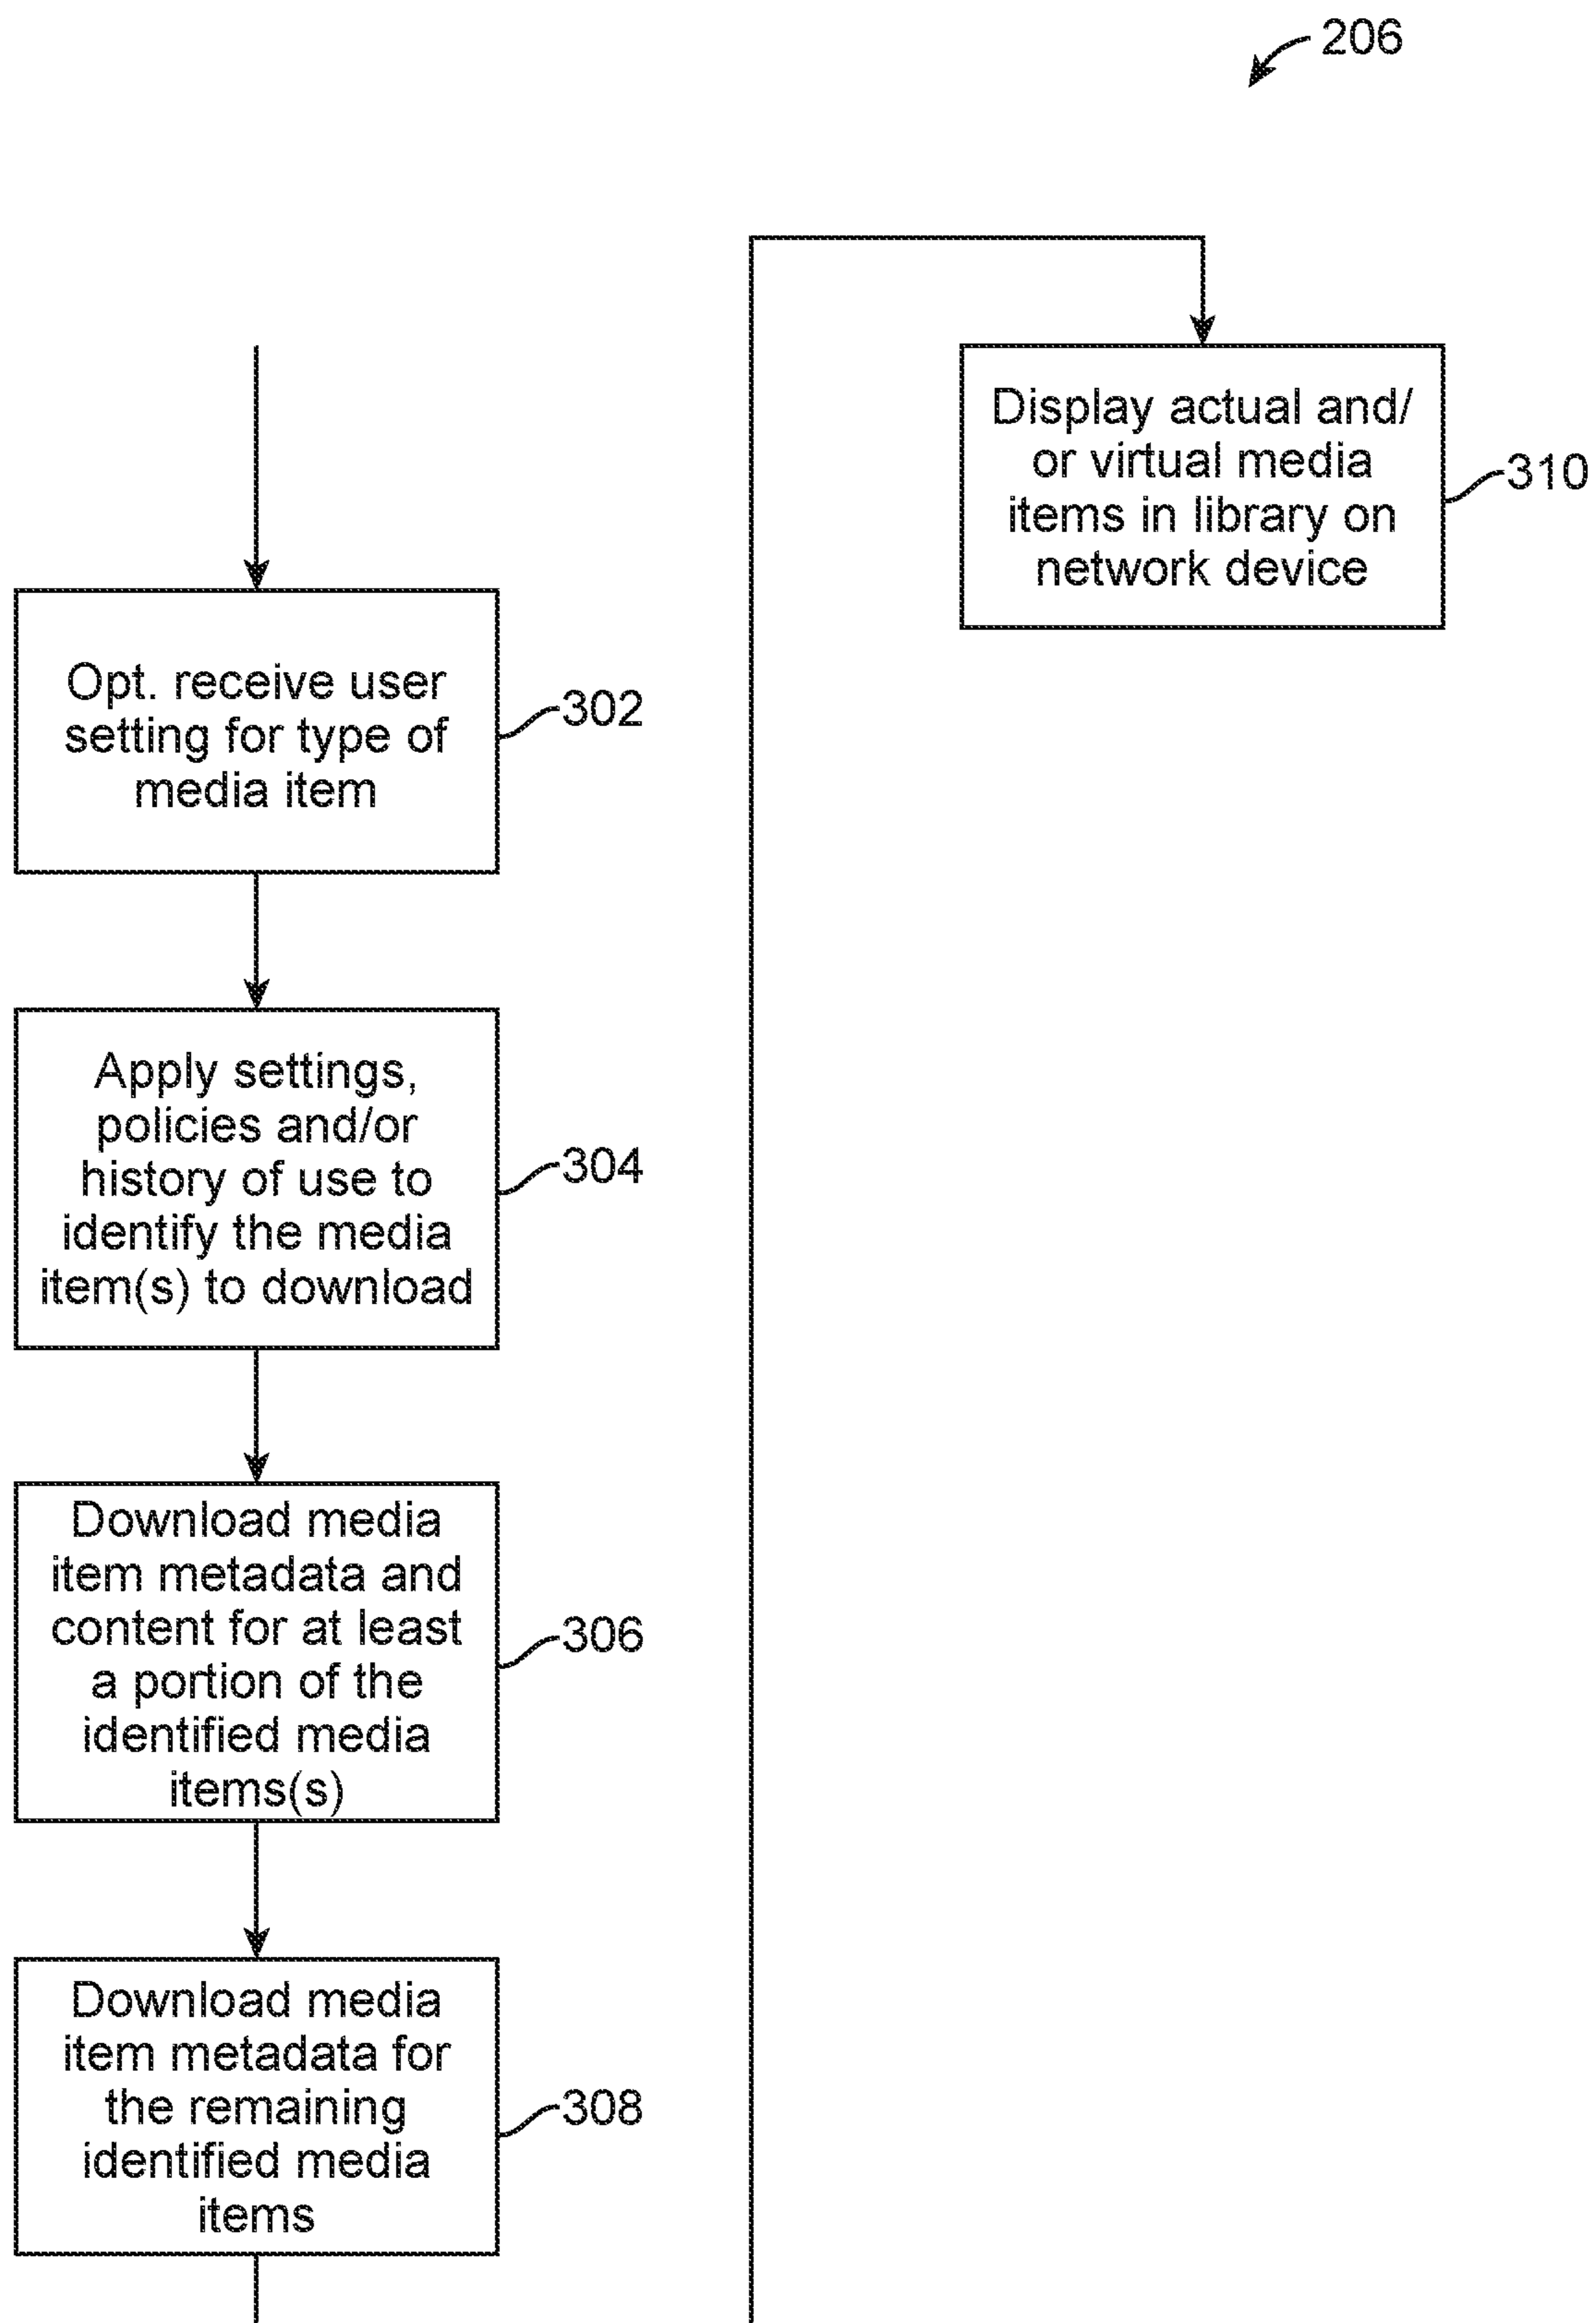 206
Opt. receive user
setting for type of
media item
302
Apply settings,
policies and/or
history of use to
identify the media
item(s) to download
304
Download media
item metadata and
content for at least
a portion of the
identified media
items(s)
306
Download media
item metadata for
the remaining
identified media
items
308
Display actual and/
or virtual media
items in library on
network device
310